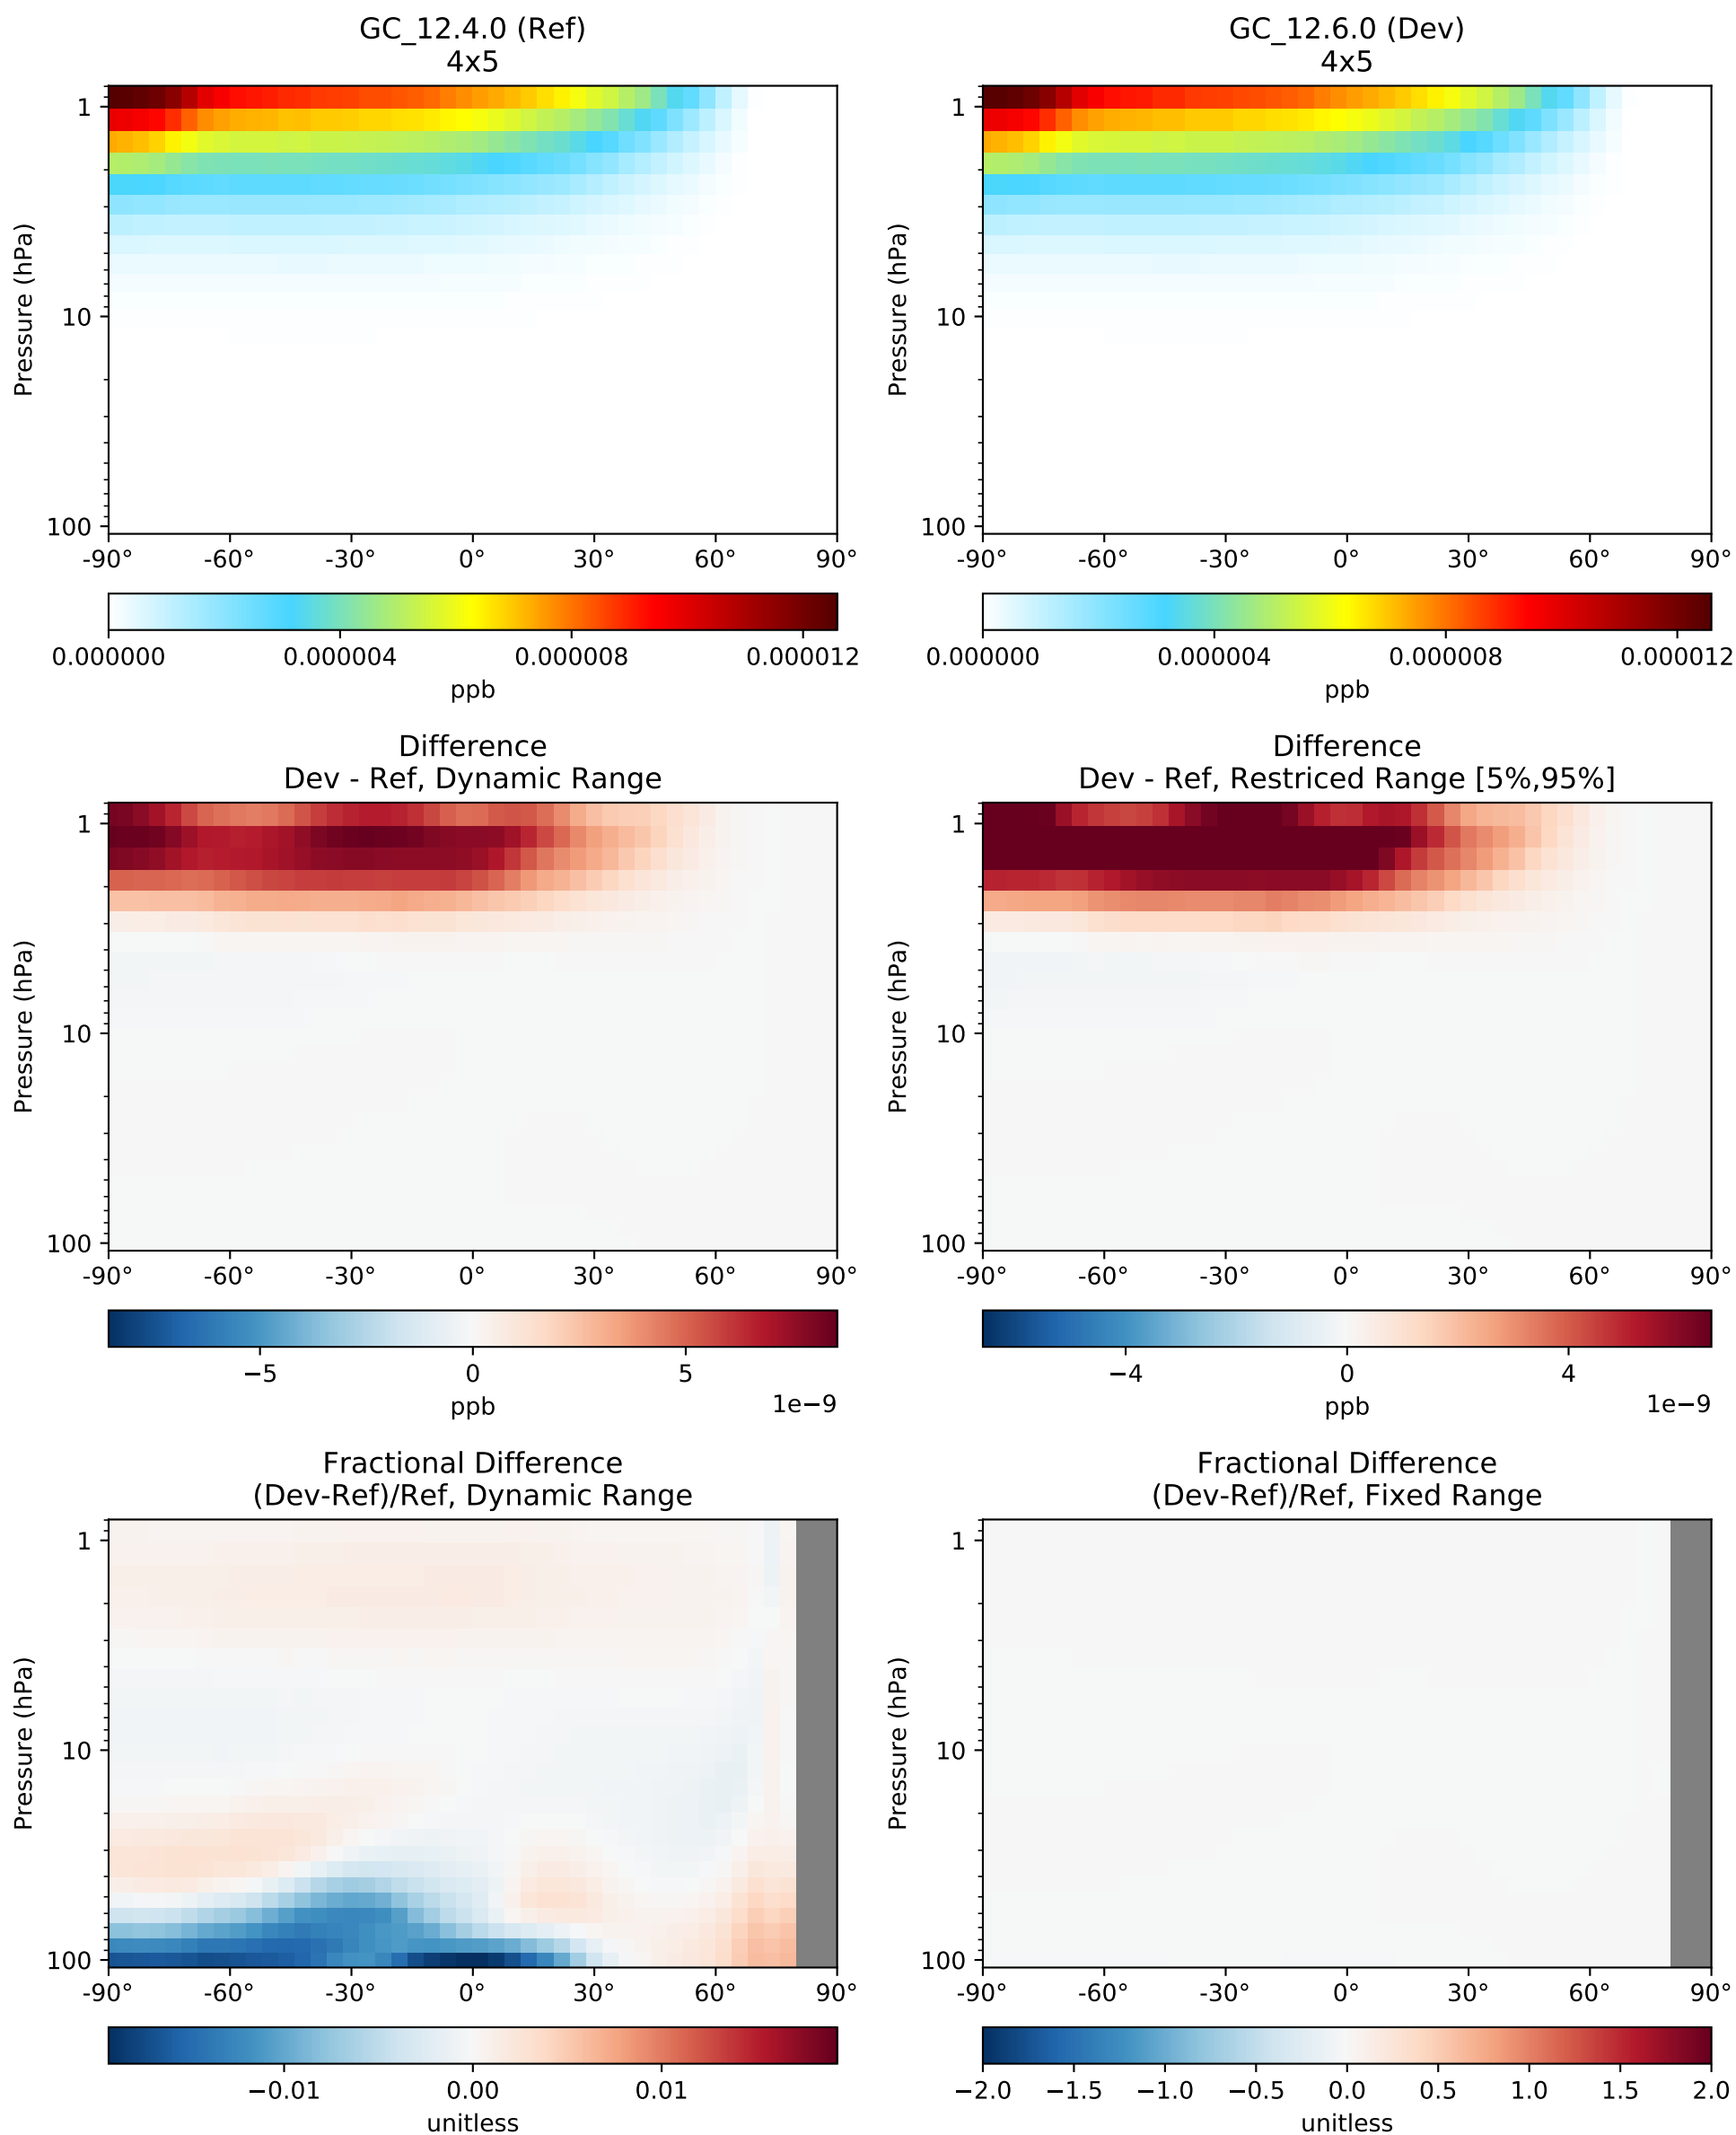 GC_12.4.0 (Ref)
4x5
GC_12.6.0 (Dev)
4x5
Pressure (hPa)
1
10
100
-90° -60° -30° 0° 30° 60° 90°
0.000000 0.000004 0.000008 0.000012
ppb
Pressure (hPa)
1
10
100
-90° -60° -30° 0° 30° 60° 90°
0.000000 0.000004 0.000008 0.000012
ppb
Difference
Dev - Ref, Dynamic Range
Pressure (hPa)
1
10
100
-90° -60° -30° 0° 30° 60° 90°
−5 0 5
ppb
1e−9
Difference
Dev - Ref, Restriced Range [5%,95%]
Pressure (hPa)
1
10
100
-90° -60° -30° 0° 30° 60° 90°
−4 0 4
ppb
1e−9
Fractional Difference
(Dev-Ref)/Ref, Dynamic Range
Pressure (hPa)
1
10
100
-90° -60° -30° 0° 30° 60° 90°
−0.01 0.00 0.01
unitless
Fractional Difference
(Dev-Ref)/Ref, Fixed Range
Pressure (hPa)
1
10
100
-90° -60° -30° 0° 30° 60° 90°
−2.0 −1.5 −1.0 −0.5 0.0 0.5 1.0 1.5 2.0
unitless